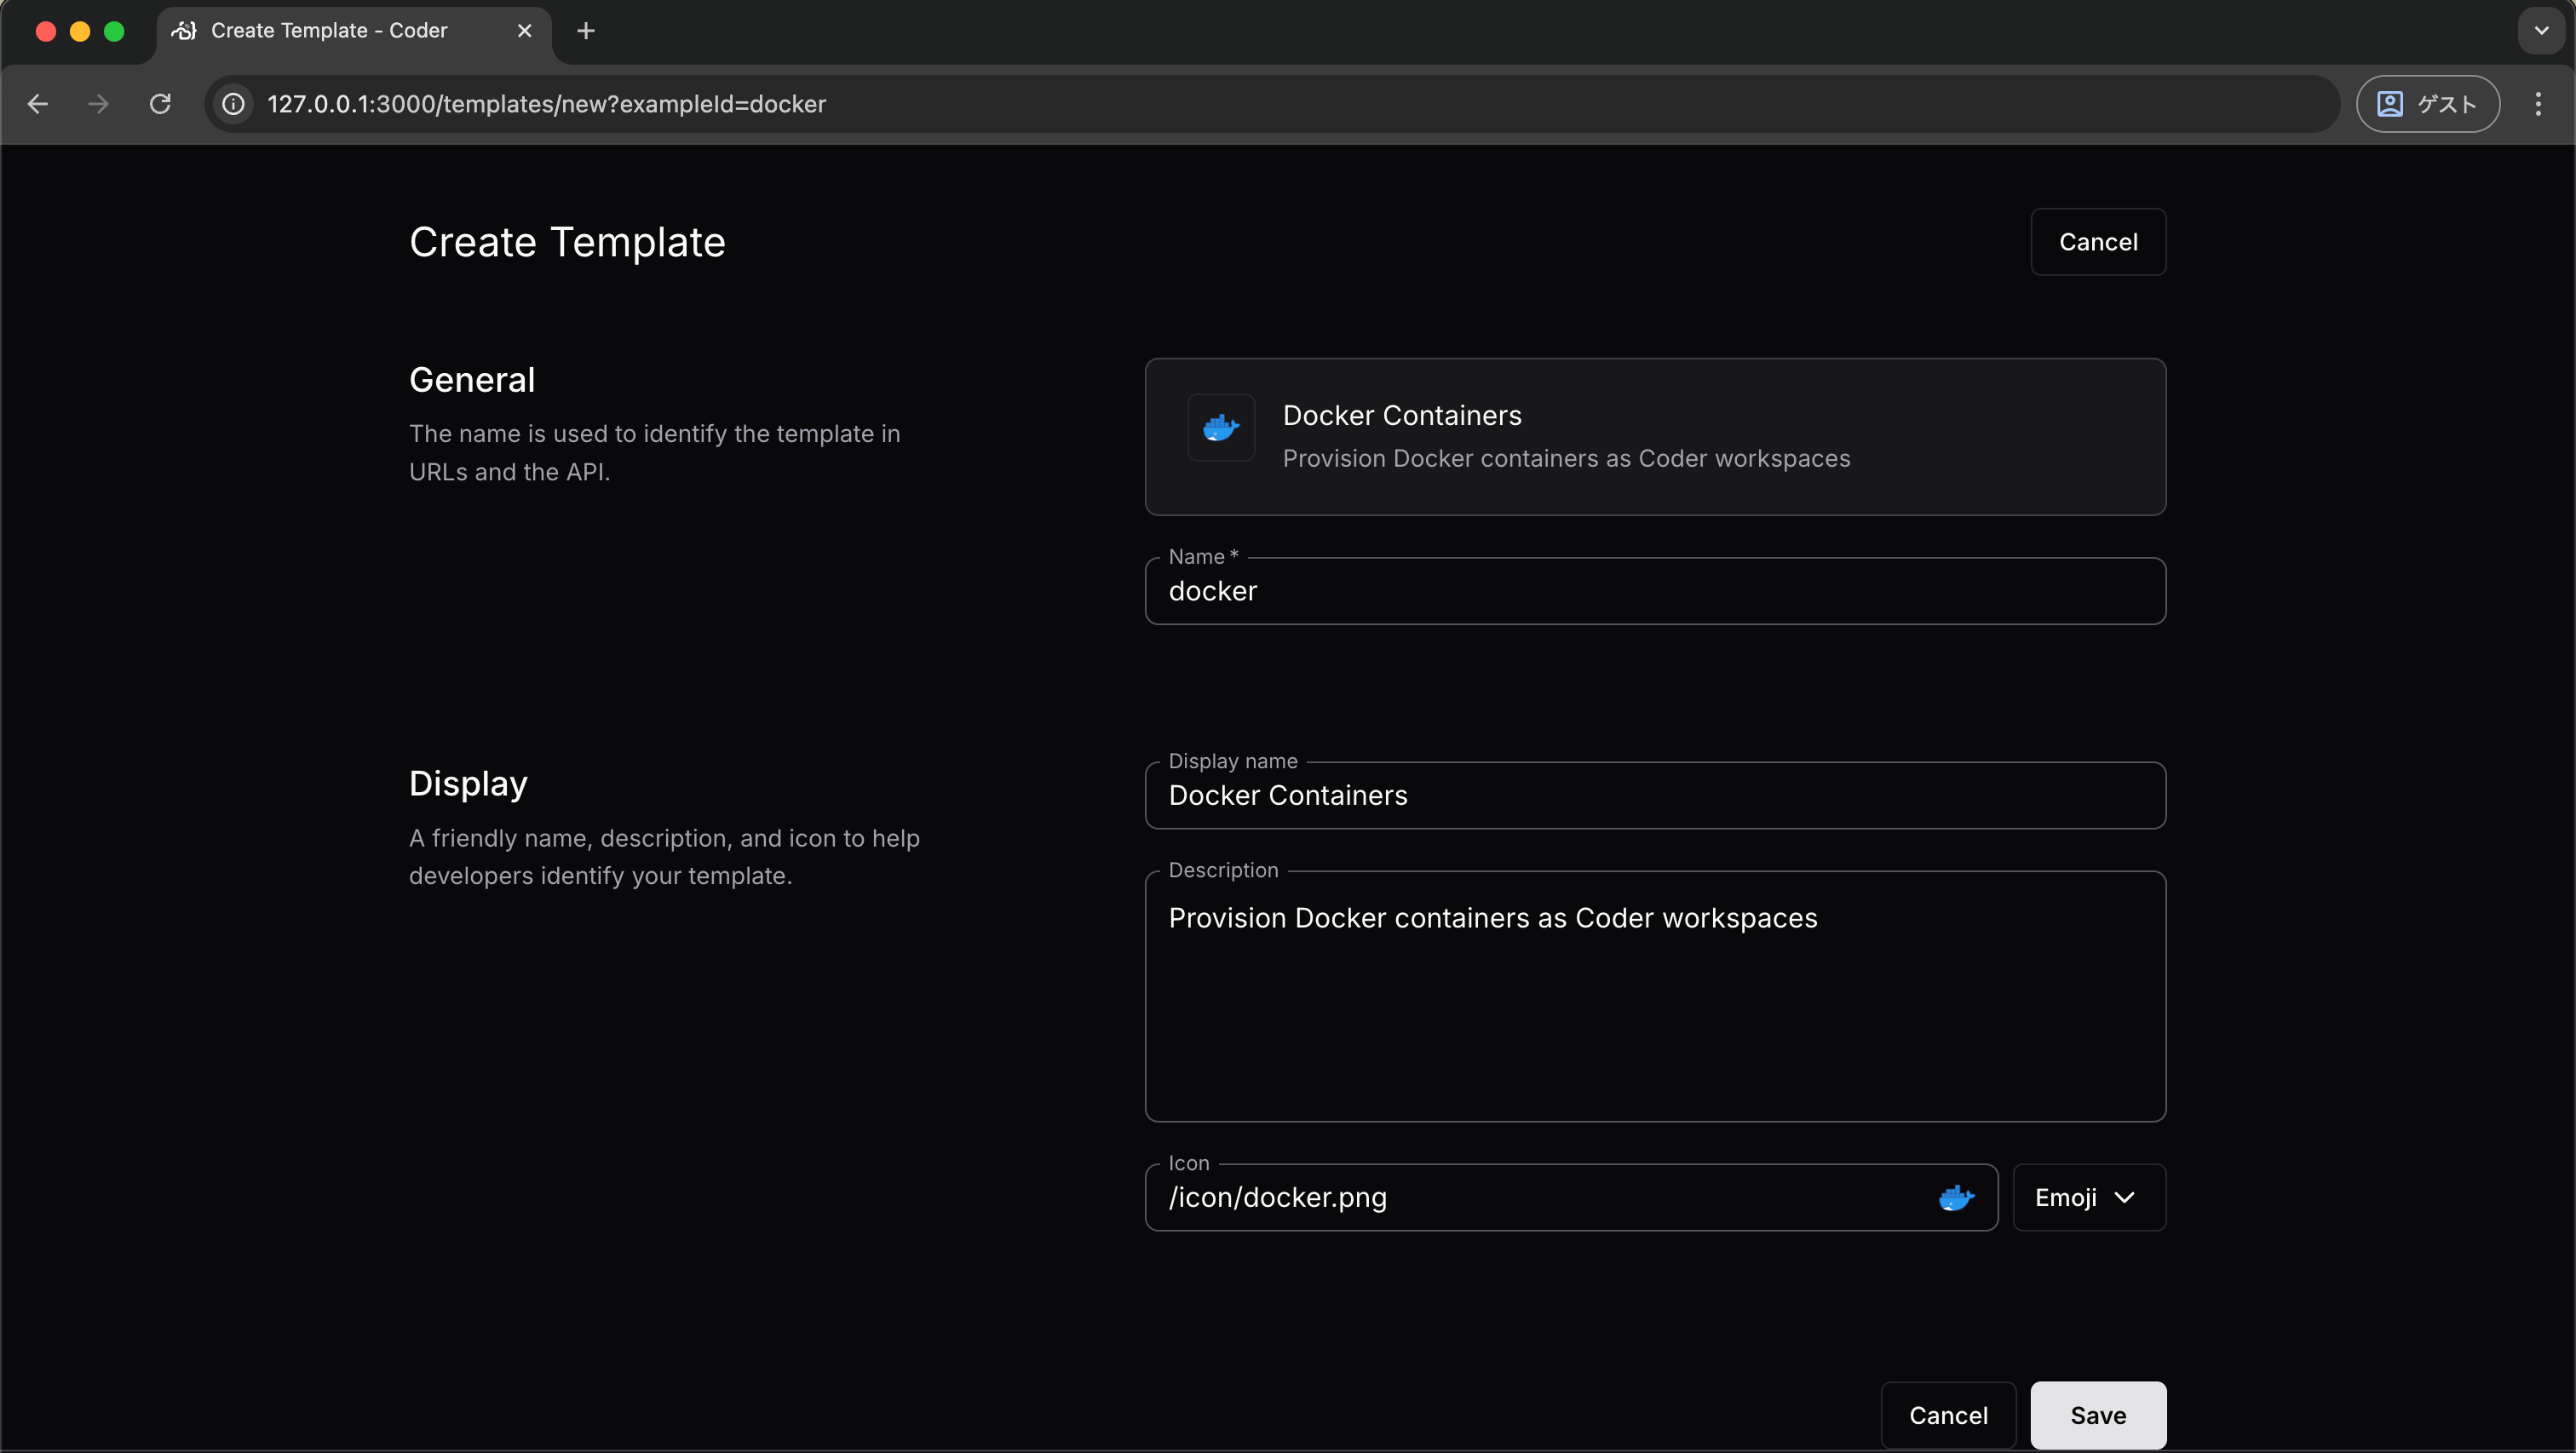 Create Template - Coder
127.0.0.1:3000/templates/new?exampleId=docker
ゲスト
Create Template
Cancel
General
The name is used to identify the template in
URLs and the API.
Docker Containers
Provision Docker containers as Coder workspaces
Name *
docker
Display
A friendly name, description, and icon to help
developers identify your template.
Display name
Docker Containers
Description
Provision Docker containers as Coder workspaces
Icon
/icon/docker.png
Emoji
Cancel
Save